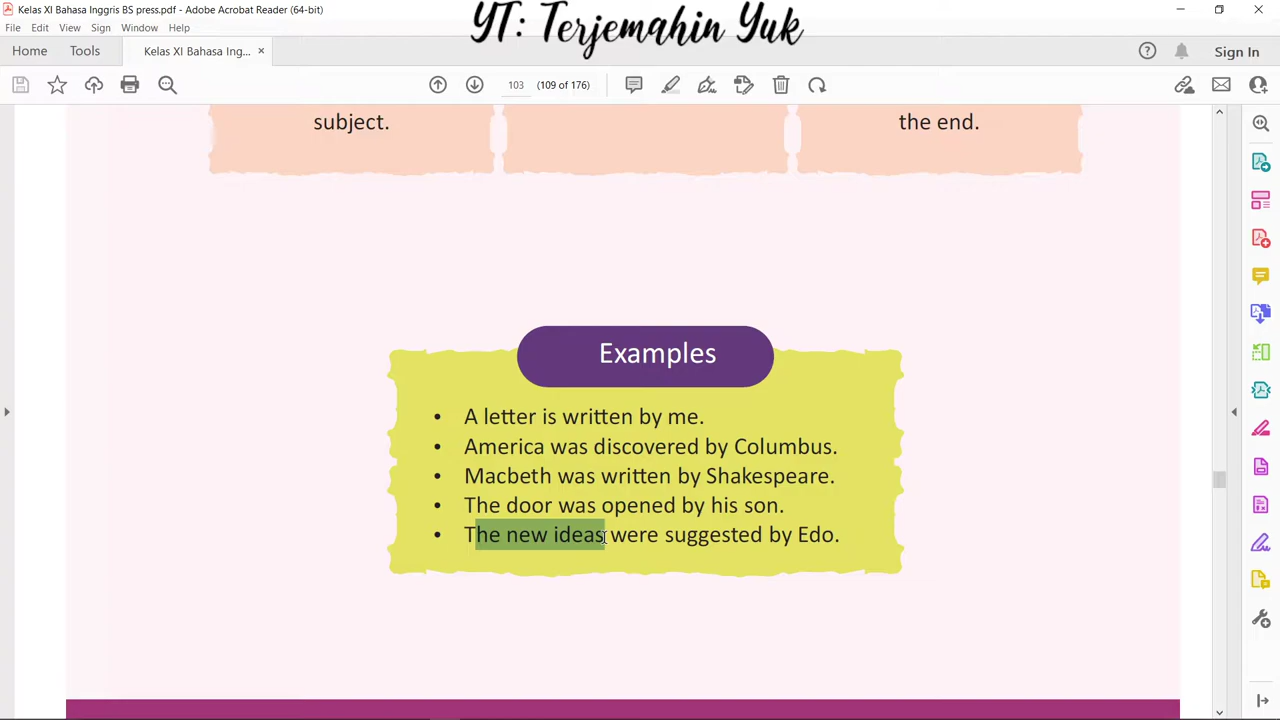 Kelas XI Bahasa Inggris BS press.pdf - Adobe Acrobat Reader (64-bit)
YT: Terjemahin Yuk
File Edit View Sign Window Help
Home Tools Kelas XI Bahasa Ing... × Sign In
103 (109 of 176)
subject.
the end.
Examples
• A letter is written by me.
• America was discovered by Columbus.
• Macbeth was written by Shakespeare.
• The door was opened by his son.
• The new ideas were suggested by Edo.